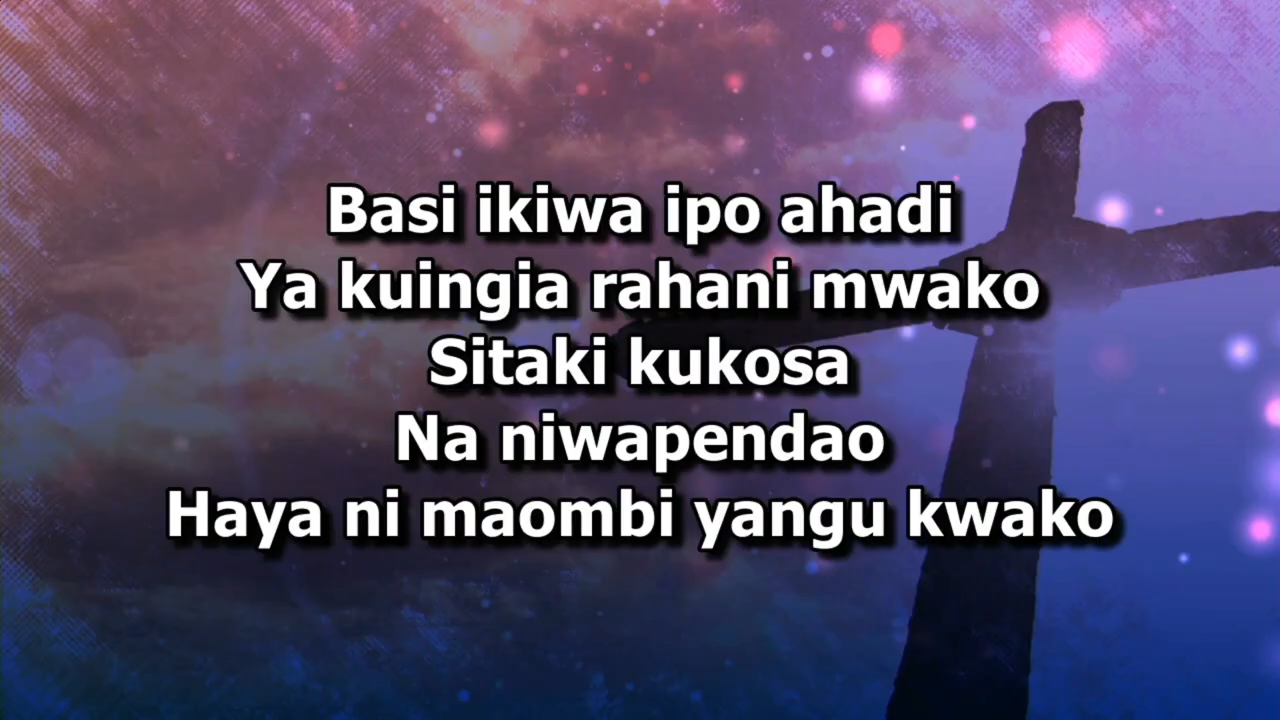 Basi ikiwa ipo ahadi
Ya kuingia rahani mwako
Sitaki kukosa
Na niwapendao
Haya ni maombi yangu kwako